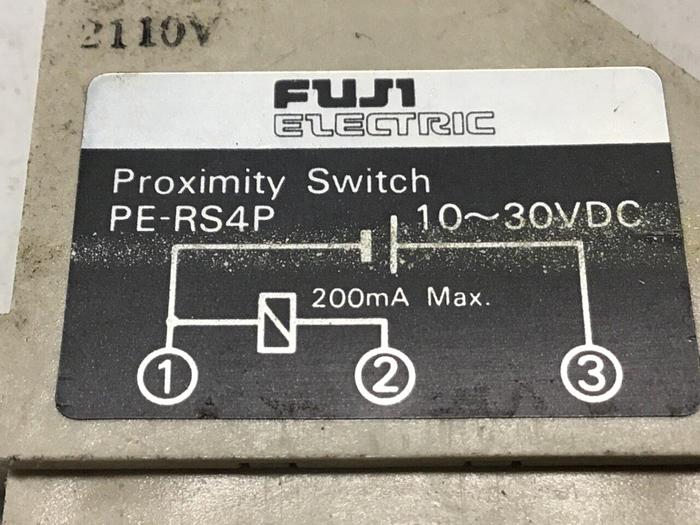 2110V
FUJI
ELECTRIC
Proximity Switch
PE-RS4P 10~30VDC
200mA Max.
1 2 3